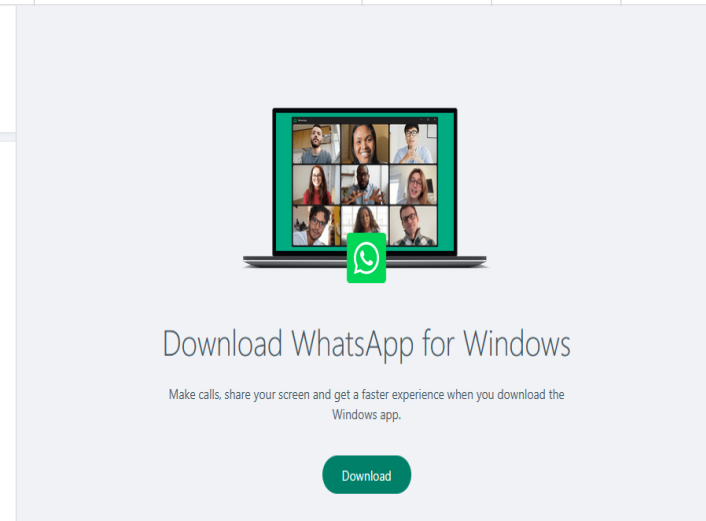 Download WhatsApp for Windows
Make calls, share your screen and get a faster experience when you download the
Windows app.
Download